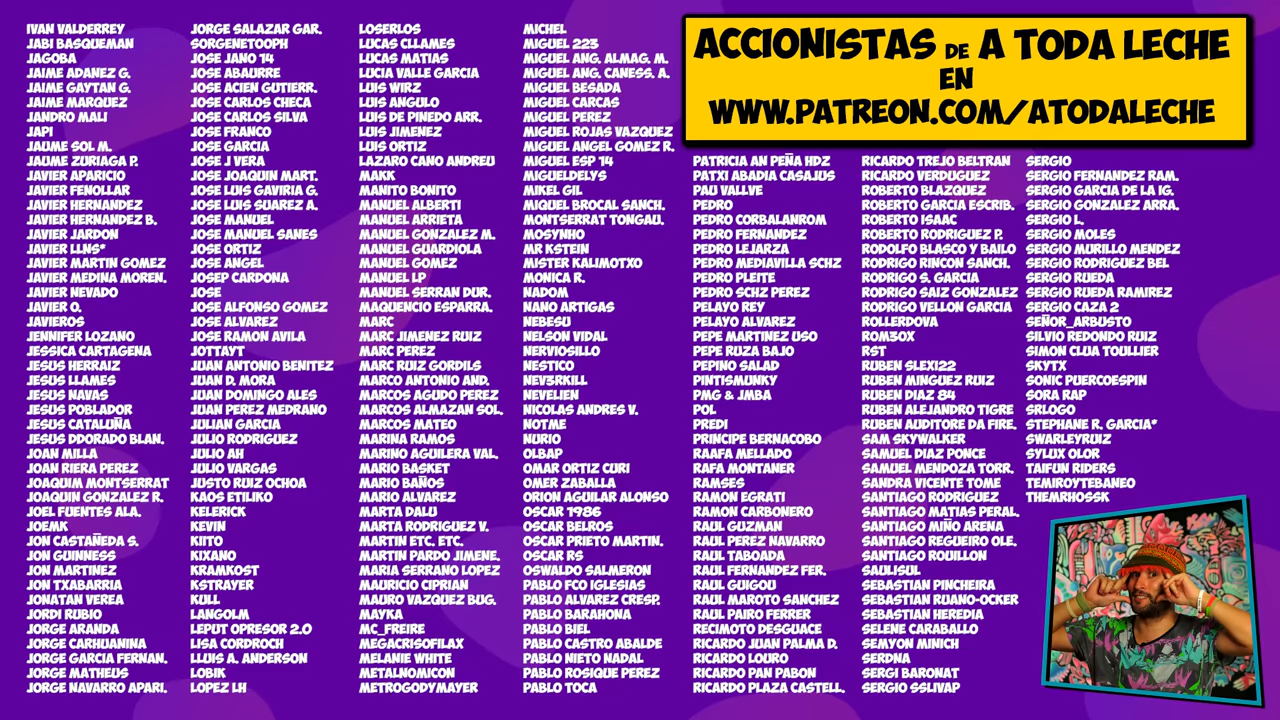 IVAN VALDERREY
JABI BASQUEMAN
JAGOBA
JAIME ADANEZ G.
JAIME GAYTAN G.
JAIME MARQUEZ
JANDRO MALI
JAPI
JAUME SOL M.
JAUME ZURIAGA P.
JAVIER APARICIO
JAVIER FENOLLAR
JAVIER HERNANDEZ
JAVIER HERNANDEZ B.
JAVIER JARDON
JAVIER LLNS*
JAVIER MARTIN GOMEZ
JAVIER MEDINA MOREN.
JAVIER NEVADO
JAVIER O.
JAVIEROS
JENNIFER LOZANO
JESSICA CARTAGENA
JESUS HERRAIZ
JESUS LLAMES
JESUS NAVAS
JESUS POBLADOR
JESUS CATALUÑA
JESUS DDORADO BLAN.
JOAN MILLA
JOAN RIERA PEREZ
JOAQUIM MONTSERRAT
JOAQUIN GONZALEZ R.
JOEL FUENTES ALA.
JOEMK
JON CASTAÑEDA S.
JON GUINNESS
JON MARTINEZ
JON TXABARRIA
JONATAN VEREA
JORDI RUBIO
JORGE ARANDA
JORGE CARHUANINA
JORGE GARCIA FERNAN.
JORGE MATHEUS
JORGE NAVARRO APARI.
JORGE SALAZAR GAR.
SORGENETOOPH
JOSE JANO 14
JOSE ABAURRE
JOSE ACIEN GUTIERR.
JOSE CARLOS CHECA
JOSE CARLOS SILVA
JOSE FRANCO
JOSE GARCIA
JOSE J VERA
JOSE JOAQUIN MART.
JOSE LUIS GAVIRIA G.
JOSE LUIS SUAREZ A.
JOSE MANUEL
JOSE MANUEL SANES
JOSE ORTIZ
JOSE ANGEL
JOSEP CARDONA
JOSE
JOSE ALFONSO GOMEZ
JOSE ALVAREZ
JOSE RAMON AVILA
JOTTAYT
JUAN ANTONIO BENITEZ
JUAN D. MORA
JUAN DOMINGO ALES
JUAN PEREZ MEDRANO
JULIAN GARCIA
JULIO RODRIGUEZ
JULIO AH
JULIO VARGAS
JUSTO RUIZ OCHOA
KAOS ETILIKO
KELERICK
KEVIN
KIITO
KIXANO
KRAMKOST
KSTRAYER
KULL
LANGOLM
LEPUT OPRESOR 2.0
LISA CORDROCH
LLUIS A. ANDERSON
LOBIK
LOPEZ LH
LOSERLOS
LUCAS CLLAMES
LUCAS MATIAS
LUCIA VALLE GARCIA
LUIS WIRZ
LUIS ANGULO
LUIS DE PINEDO ARR.
LUIS JIMENEZ
LUIS ORTIZ
LAZARO CANO ANDREU
MAKK
MANITO BONITO
MANUEL ALBERTI
MANUEL ARRIETA
MANUEL GONZALEZ M.
MANUEL GUARDIOLA
MANUEL GOMEZ
MANUEL LP
MANUEL SERRAN DUR.
MAQUENCIO ESPARRA.
MARC
MARC JIMENEZ RUIZ
MARC PEREZ
MARC RUIZ GORDILS
MARCO ANTONIO AND.
MARCOS AGUDO PEREZ
MARCOS ALMAZAN SOL.
MARCOS MATEO
MARINA RAMOS
MARINO AGUILERA VAL.
MARIO BASKET
MARIO BAÑOS
MARIO ALVAREZ
MARTA DALU
MARTA RODRIGUEZ V.
MARTIN ETC. ETC.
MARTIN PARDO JIMENE.
MARIA SERRANO LOPEZ
MAURICIO CIPRIAN
MAURO VAZQUEZ BUG.
MAYKA
MC_FREIRE
MEGACRISOFILAX
MELANIE WHITE
METALNOMICON
METROGODYMAYER
MICHEL
MIGUEL 223
MIGUEL ANG. ALMAG. M.
MIGUEL ANG. CANESS. A.
MIGUEL BESADA
MIGUEL CARCAS
MIGUEL PEREZ
MIGUEL ROJAS VAZQUEZ
MIGUEL ANGEL GOMEZ R.
MIGUEL ESP 14
MIGUELDELYS
MIKEL GIL
MIQUEL BROCAL SANCH.
MONTSERRAT TONGAU.
MOSYNHO
MR KSTEIN
MISTER KALIMOTXO
MONICA R.
NADOM
NANO ARTIGAS
NEBESU
NELSON VIDAL
NERVIOSILLO
NESTICO
NEV3RKILL
NEVELIEN
NICOLAS ANDRES V.
NOTME
NURIO
OLBAP
OMAR ORTIZ CURI
OMER ZABALLA
ORION AGUILAR ALONSO
OSCAR 1986
OSCAR BELROS
OSCAR PRIETO MARTIN.
OSCAR RS
OSWALDO SALMERON
PABLO FCO IGLESIAS
PABLO ALVAREZ CRESP.
PABLO BARAHONA
PABLO BIEL
PABLO CASTRO ABALDE
PABLO NIETO NADAL
PABLO ROSIQUE PEREZ
PABLO TOCA
ACCIONISTAS DE A TODA LECHE
EN
WWW.PATREON.COM/ATODALECHE
PATRICIA AN PEÑA HDZ
PATXI ABADIA CASAJUS
PAU VALLVE
PEDRO
PEDRO CORBALANROM
PEDRO FERNANDEZ
PEDRO LEJARZA
PEDRO MEDIAVILLA SCHZ
PEDRO PLEITE
PEDRO SCHZ PEREZ
PELAYO REY
PELAYO ALVAREZ
PEPE MARTINEZ USO
PEPE RUZA BAJO
PEPINO SALAD
PINTISMUNKY
PMG & JMBA
POL
PREDI
PRINCIPE BERNACOBO
RAAFA MELLADO
RAFA MONTANER
RAMSES
RAMON EGRATI
RAMON CARBONERO
RAUL GUZMAN
RAUL PEREZ NAVARRO
RAUL TABOADA
RAUL FERNANDEZ FER.
RAUL GUIGOU
RAUL MAROTO SANCHEZ
RAUL PAIRO FERRER
RECIMOTO DESGUACE
RICARDO JUAN PALMA D.
RICARDO LOURO
RICARDO PAN PABON
RICARDO PLAZA CASTELL.
RICARDO TREJO BELTRAN
RICARDO VERDUGUEZ
ROBERTO BLAZQUEZ
ROBERTO GARCIA ESCRIB.
ROBERTO ISAAC
ROBERTO RODRIGUEZ P.
RODOLFO BLASCO Y BAILO
RODRIGO RINCON SANCH.
RODRIGO S. GARCIA
RODRIGO SAIZ GONZALEZ
RODRIGO VELLON GARCIA
ROLLERDOVA
ROM3OX
RST
RUBEN SLEXI22
RUBEN MINGUEZ RUIZ
RUBEN DIAZ 84
RUBEN ALEJANDRO TIGRE
RUBEN AUDITORE DA FIRE.
SAM SKYWALKER
SAMUEL DIAZ PONCE
SAMUEL MENDOZA TORR.
SANDRA VICENTE TOME
SANTIAGO RODRIGUEZ
SANTIAGO MATIAS PERAL.
SANTIAGO MIÑO ARENA
SANTIAGO REGUEIRO OLE.
SANTIAGO ROUILLON
SAULISUL
SEBASTIAN PINCHEIRA
SEBASTIAN RUANO-OCKER
SEBASTIAN HEREDIA
SELENE CARABALLO
SEMYON MINICH
SERDNA
SERGI BARONAT
SERGIO SSLIVAP
SERGIO
SERGIO FERNANDEZ RAM.
SERGIO GARCIA DE LA IG.
SERGIO GONZALEZ ARRA.
SERGIO L.
SERGIO MOLES
SERGIO MURILLO MENDEZ
SERGIO RODRIGUEZ BEL
SERGIO RUEDA
SERGIO RUEDA RAMIREZ
SERGIO CAZA 2
SEÑOR_ARBUSTO
SILVIO REDONDO RUIZ
SIMON CLUA TOULLIER
SKYTX
SONIC PUERCOESPIN
SORA RAP
SRLOGO
STEPHANE R. GARCIA*
SWARLEYRUIZ
SYLUX OLOR
TAIFUN RIDERS
TEMIROYTEBANEO
THEMRHOSSK